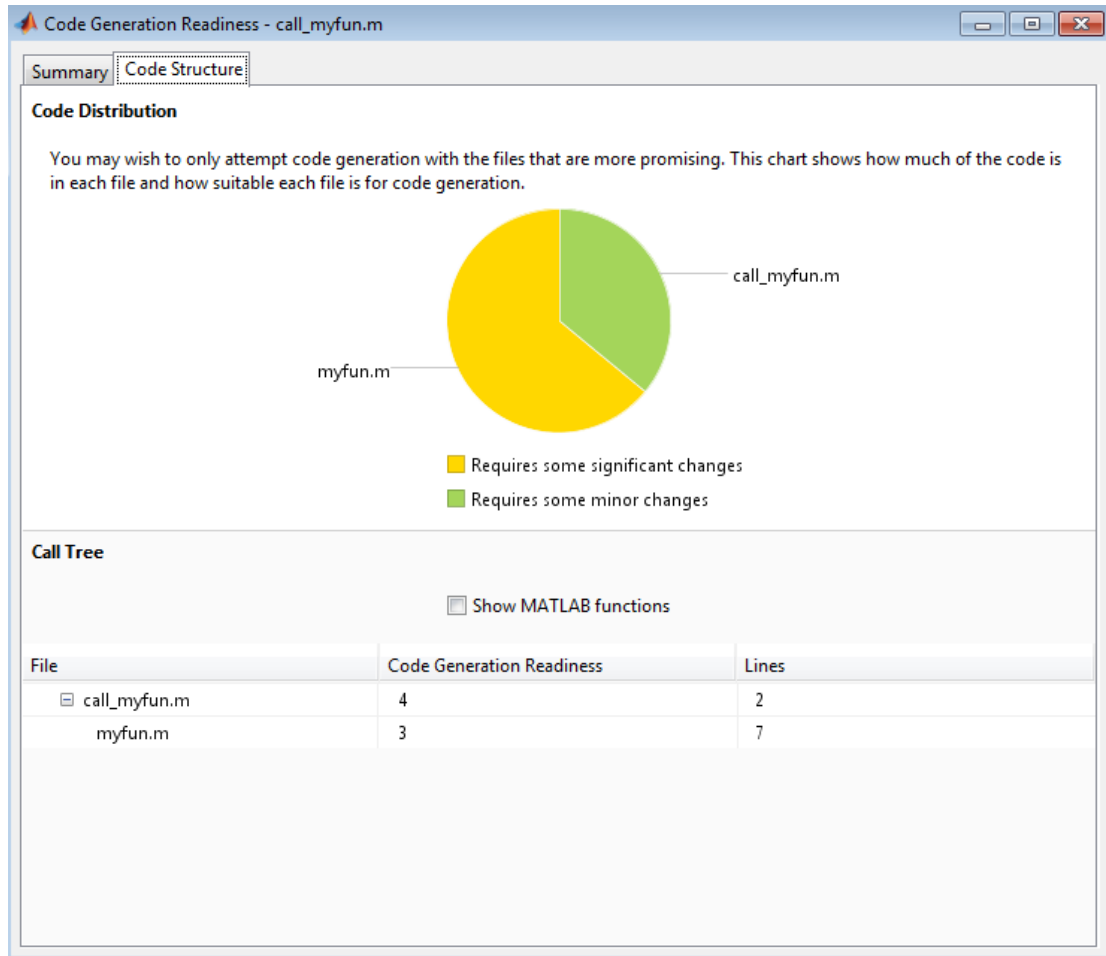 Code Generation Readiness - call_myfun.m
Summary
Code Structure
Code Distribution
You may wish to only attempt code generation with the files that are more promising. This chart shows how much of the code is
in each file and how suitable each file is for code generation.
call_myfun.m
myfun.m
Requires some significant changes
Requires some minor changes
Call Tree
Show MATLAB functions
File Code Generation Readiness Lines
call_myfun.m 4 2
myfun.m 3 7